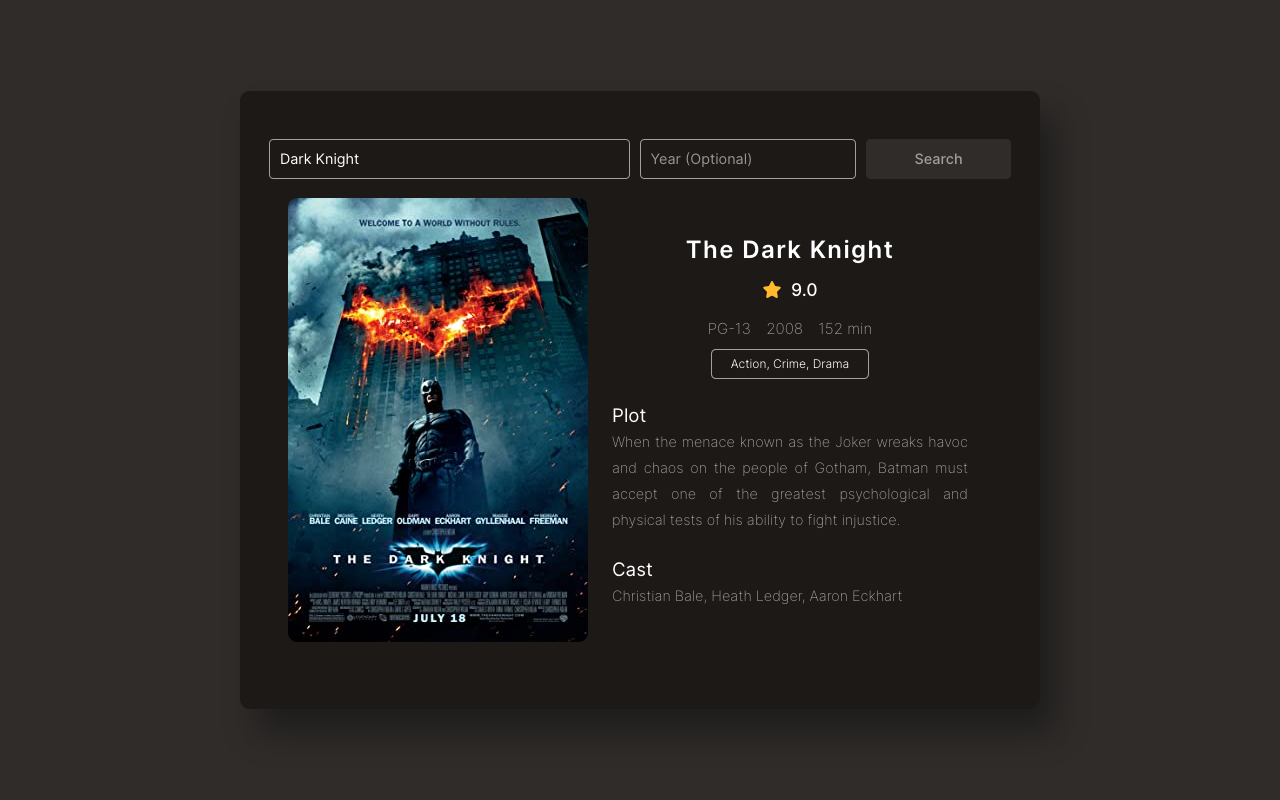 Dark Knight
Year (Optional)
Search
WELCOME TO A WORLD WITHOUT RULES.
CHRISTIAN BALE MICHAEL CAINE HEATH LEDGER GARY OLDMAN AARON ECKHART MAGGIE GYLLENHAAL MORGAN FREEMAN
THE DARK KNIGHT
JULY 18
The Dark Knight
9.0
PG-13 2008 152 min
Action, Crime, Drama
Plot
When the menace known as the Joker wreaks havoc
and chaos on the people of Gotham, Batman must
accept one of the greatest psychological and
physical tests of his ability to fight injustice.
Cast
Christian Bale, Heath Ledger, Aaron Eckhart